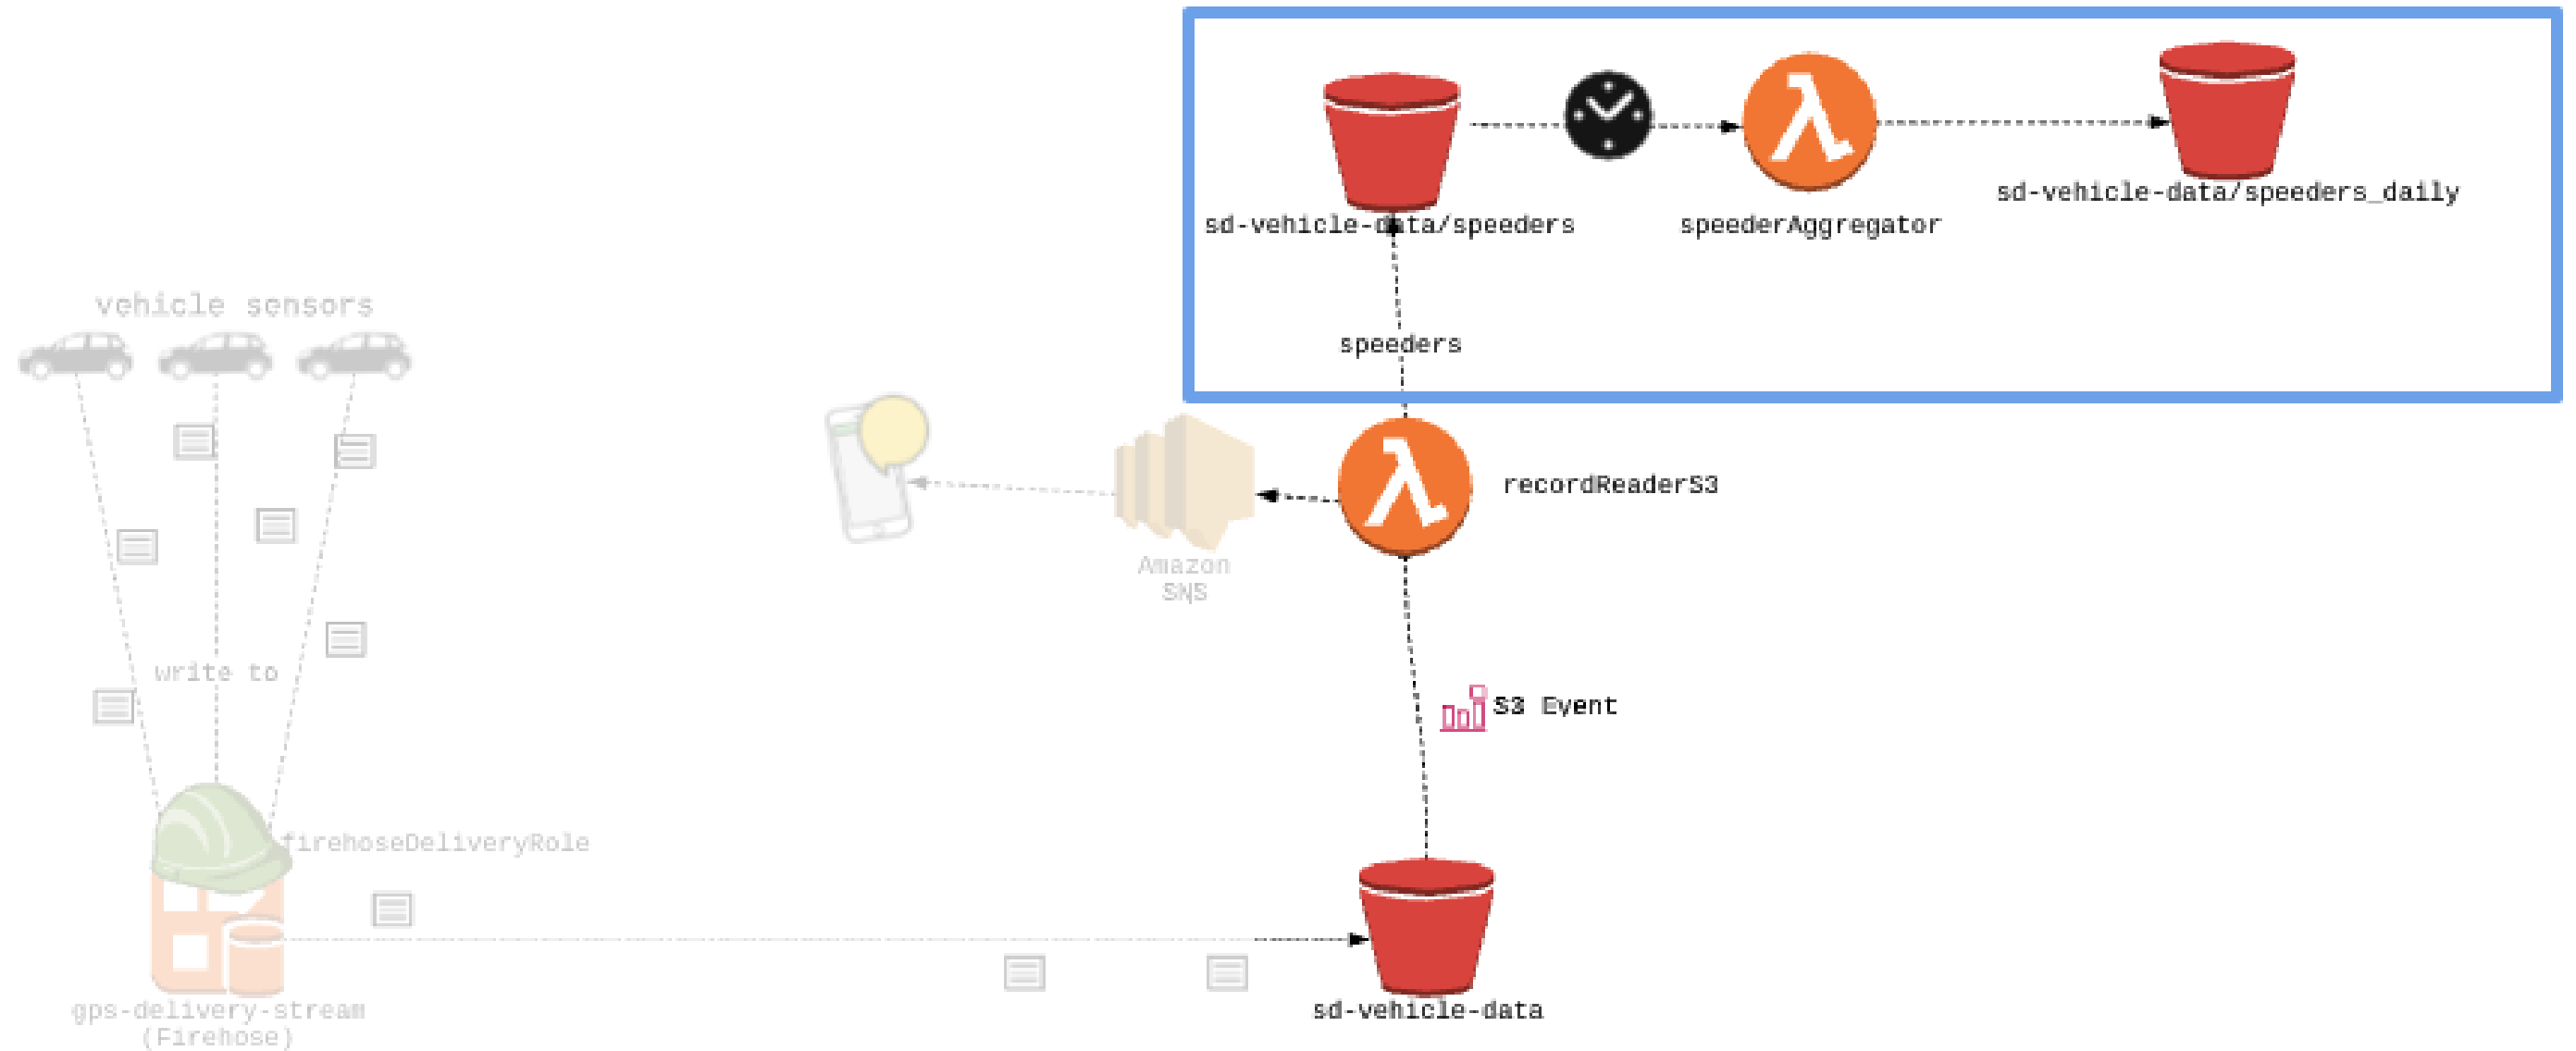 sd-vehicle-data/speeders
speederAggregator
sd-vehicle-data/speeders_daily
speeders
vehicle sensors
write to
firehoseDeliveryRole
gps-delivery-stream
(Firehose)
Amazon
SNS
recordReaderS3
S3 Event
sd-vehicle-data